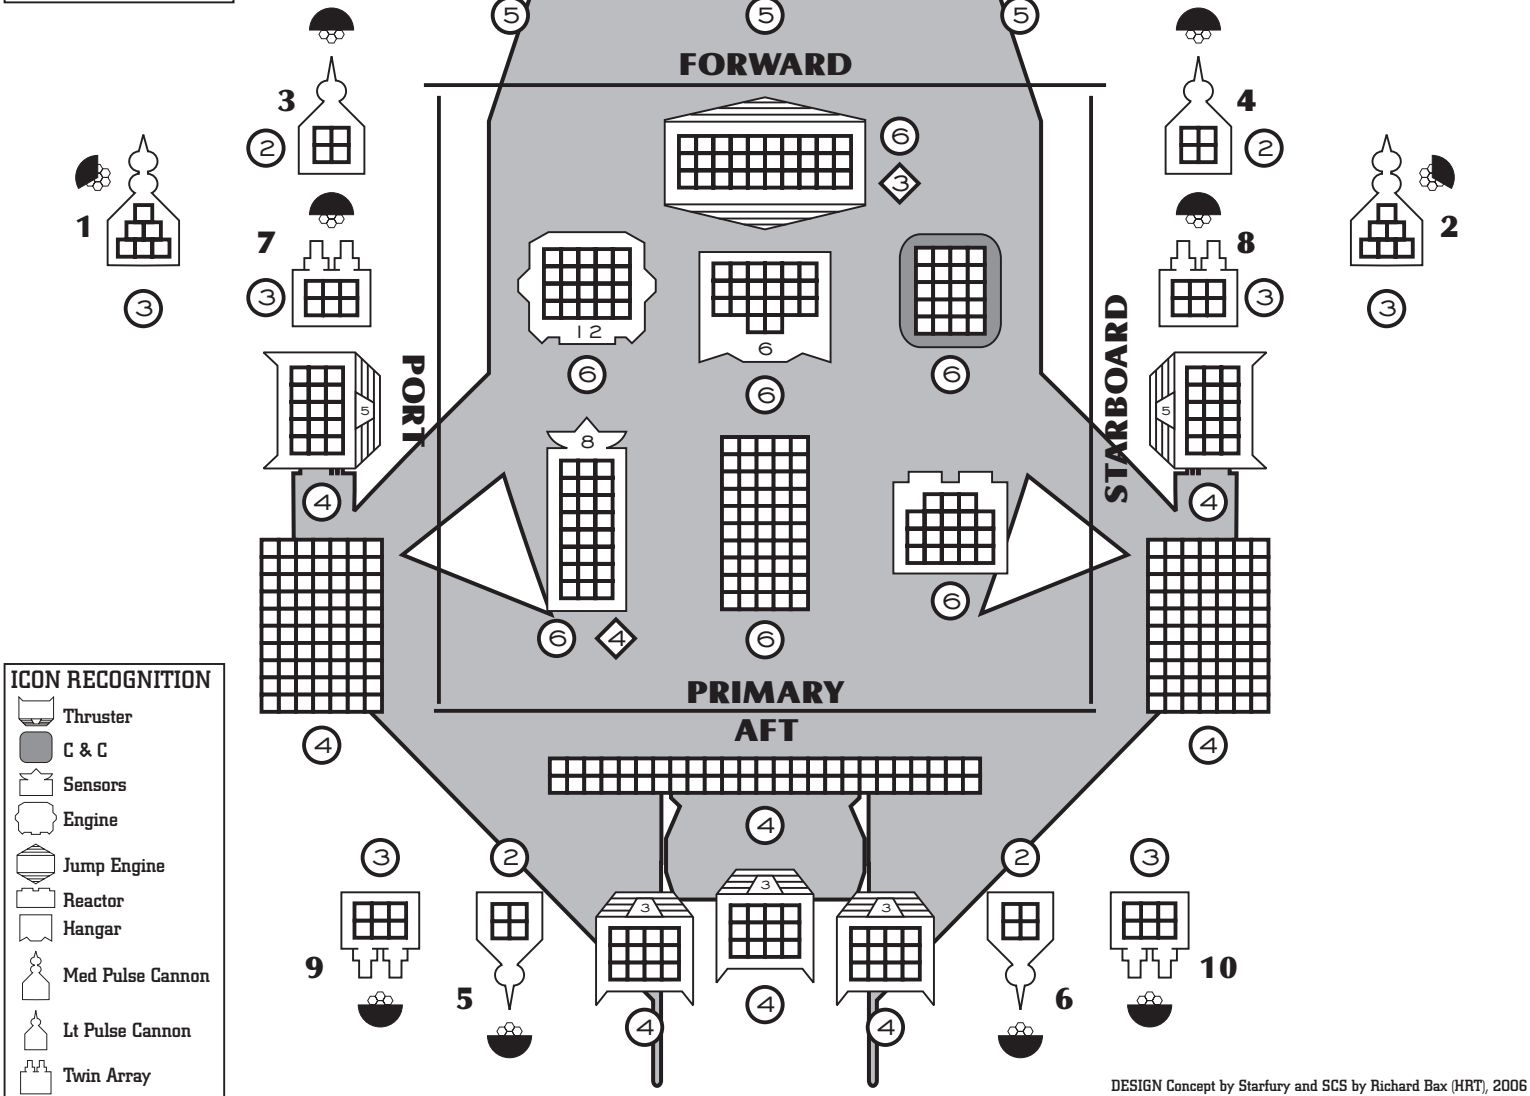 5 5 5
FORWARD
3 4
6
2 2
3
1 2
7 8
12
6
3 3
3 3
PORT
STARBOARD
6 6 6
5 5
8
4 4
6
6 4 6
PRIMARY
AFT
4 4
4
ICON RECOGNITION
Thruster
C & C
Sensors
Engine
Jump Engine
Reactor
Hangar
Med Pulse Cannon
Lt Pulse Cannon
Twin Array
3 2 2 3
3 3 3
9 10
5 6
4 4 4
DESIGN Concept by Starfury and SCS by Richard Bax (HRT), 2006